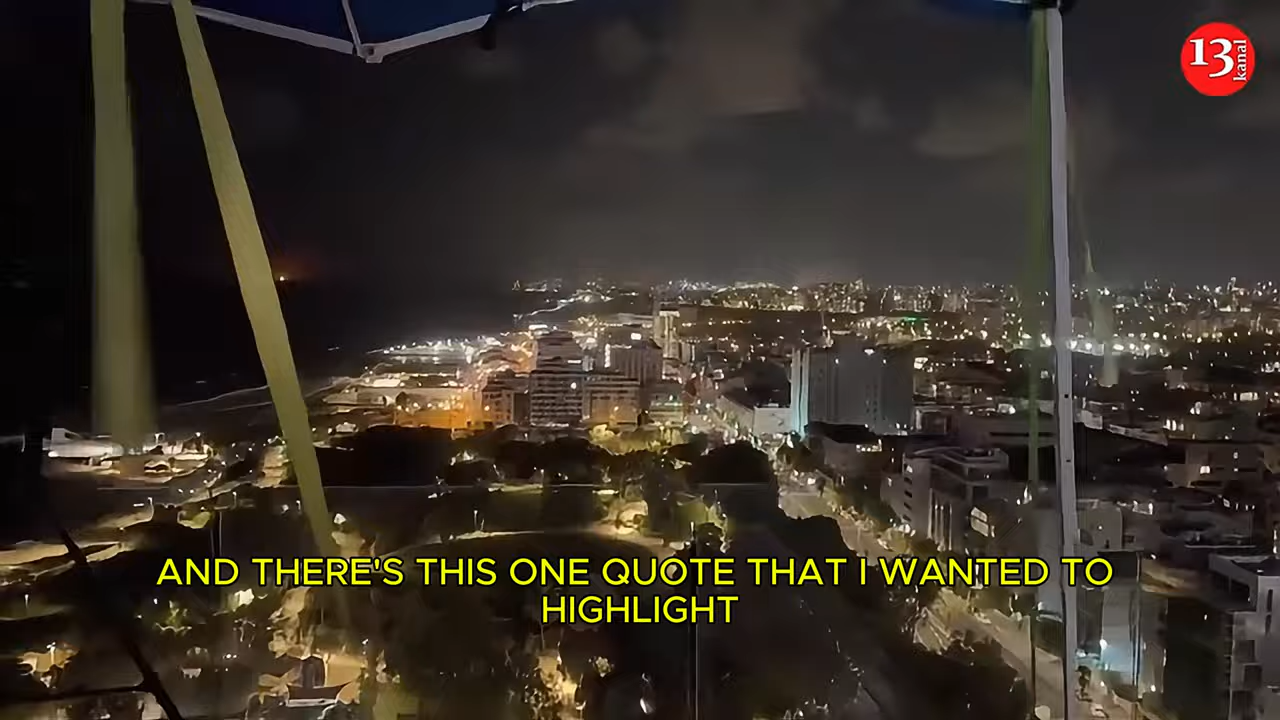 13
kanal
AND THERE'S THIS ONE QUOTE THAT I WANTED TO
HIGHLIGHT